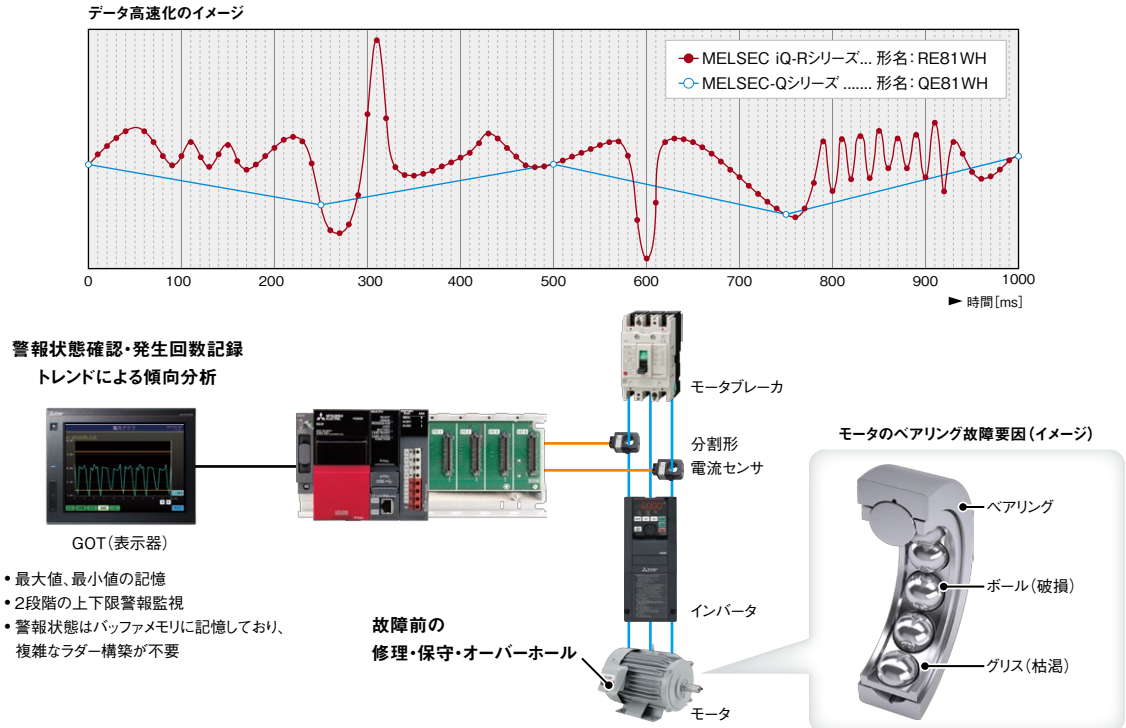 データ高速化のイメージ
MELSEC iQ-Rシリーズ... 形名：RE81WH
MELSEC-Qシリーズ ....... 形名：QE81WH
0 100 200 300 400 500 600 700 800 900 1000
► 時間[ms]
警報状態確認・発生回数記録
トレンドによる傾向分析
モータブレーカ
分割形
電流センサ
モータのベアリング故障要因（イメージ）
ベアリング
GOT（表示器）
ボール（破損）
• 最大値、最小値の記憶
• 2段階の上下限警報監視
インバータ
• 警報状態はバッファメモリに記憶しており、
複雑なラダー構築が不要
故障前の
修理・保守・オーバーホール
グリス（枯渇）
モータ